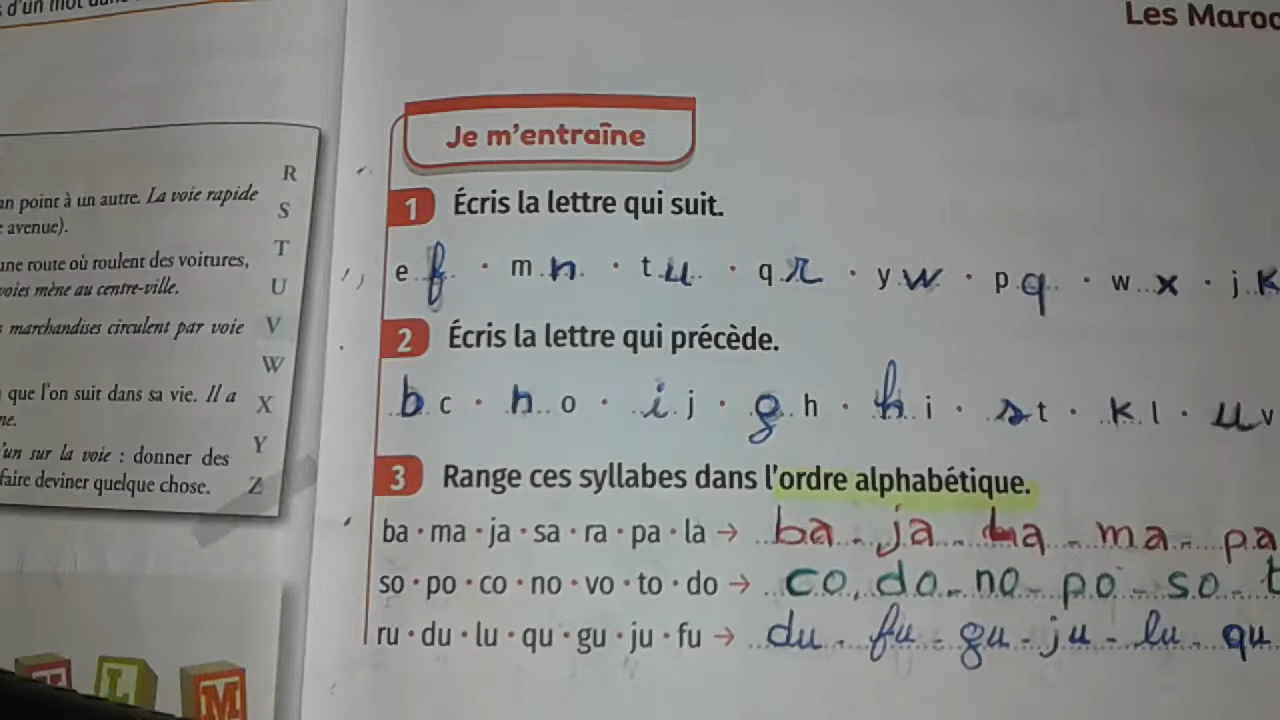 d'un mot
Les Maroc
Je m'entraîne
R
an point à un autre. La voie rapide
S
avenue).
T
une route où roulent des voitures,
U
voies mène au centre-ville.
marchandises circulent par voie
V
W
que l'on suit dans sa vie. Il a
X
ne.
Y
'un sur la voie : donner des
faire deviner quelque chose.
Z
L
M
1 Écris la lettre qui suit.
e f · m n · t u · q r · y w · p q · w x · j k
2 Écris la lettre qui précède.
b c · n o · i j · g h · h i · s t · k l · u v
3 Range ces syllabes dans l'ordre alphabétique.
ba · ma · ja · sa · ra · pa · la → ba - ja - la - ma - pa
so · po · co · no · vo · to · do → co, do - no - po - so - t
ru · du · lu · qu · gu · ju · fu → du - fu - gu - ju - lu - qu